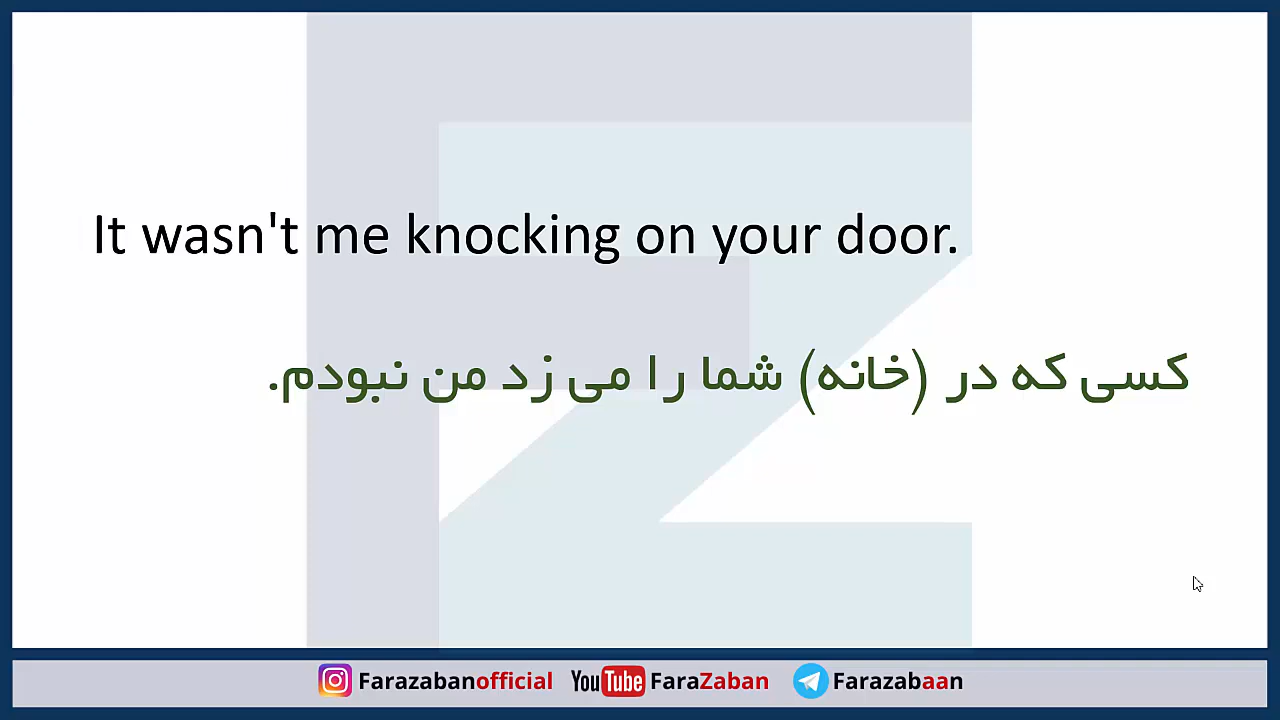 It wasn't me knocking on your door.
کسی که در (خانه) شما را می زد من نبودم.
Farazabanofficial YouTube FaraZaban Farazabaan